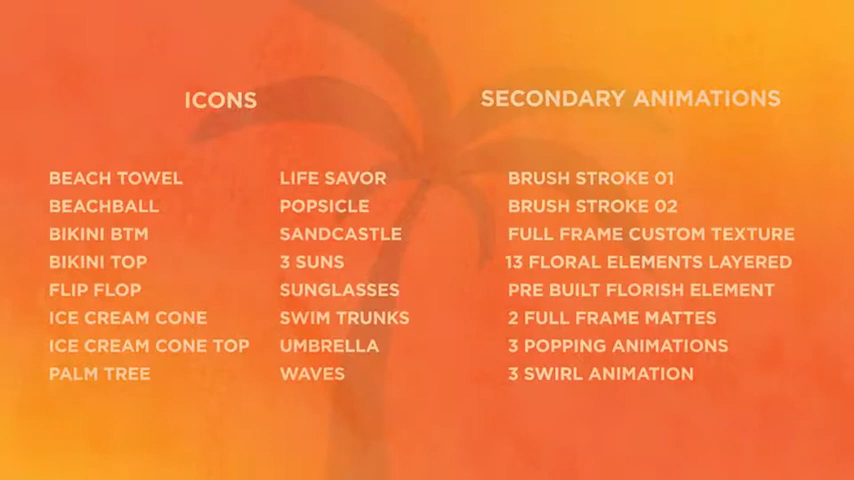 ICONS
SECONDARY ANIMATIONS
BEACH TOWEL
BEACHBALL
BIKINI BTM
BIKINI TOP
FLIP FLOP
ICE CREAM CONE
ICE CREAM CONE TOP
PALM TREE
LIFE SAVOR
POPSICLE
SANDCASTLE
3 SUNS
SUNGLASSES
SWIM TRUNKS
UMBRELLA
WAVES
BRUSH STROKE 01
BRUSH STROKE 02
FULL FRAME CUSTOM TEXTURE
13 FLORAL ELEMENTS LAYERED
PRE BUILT FLORISH ELEMENT
2 FULL FRAME MATTES
3 POPPING ANIMATIONS
3 SWIRL ANIMATION